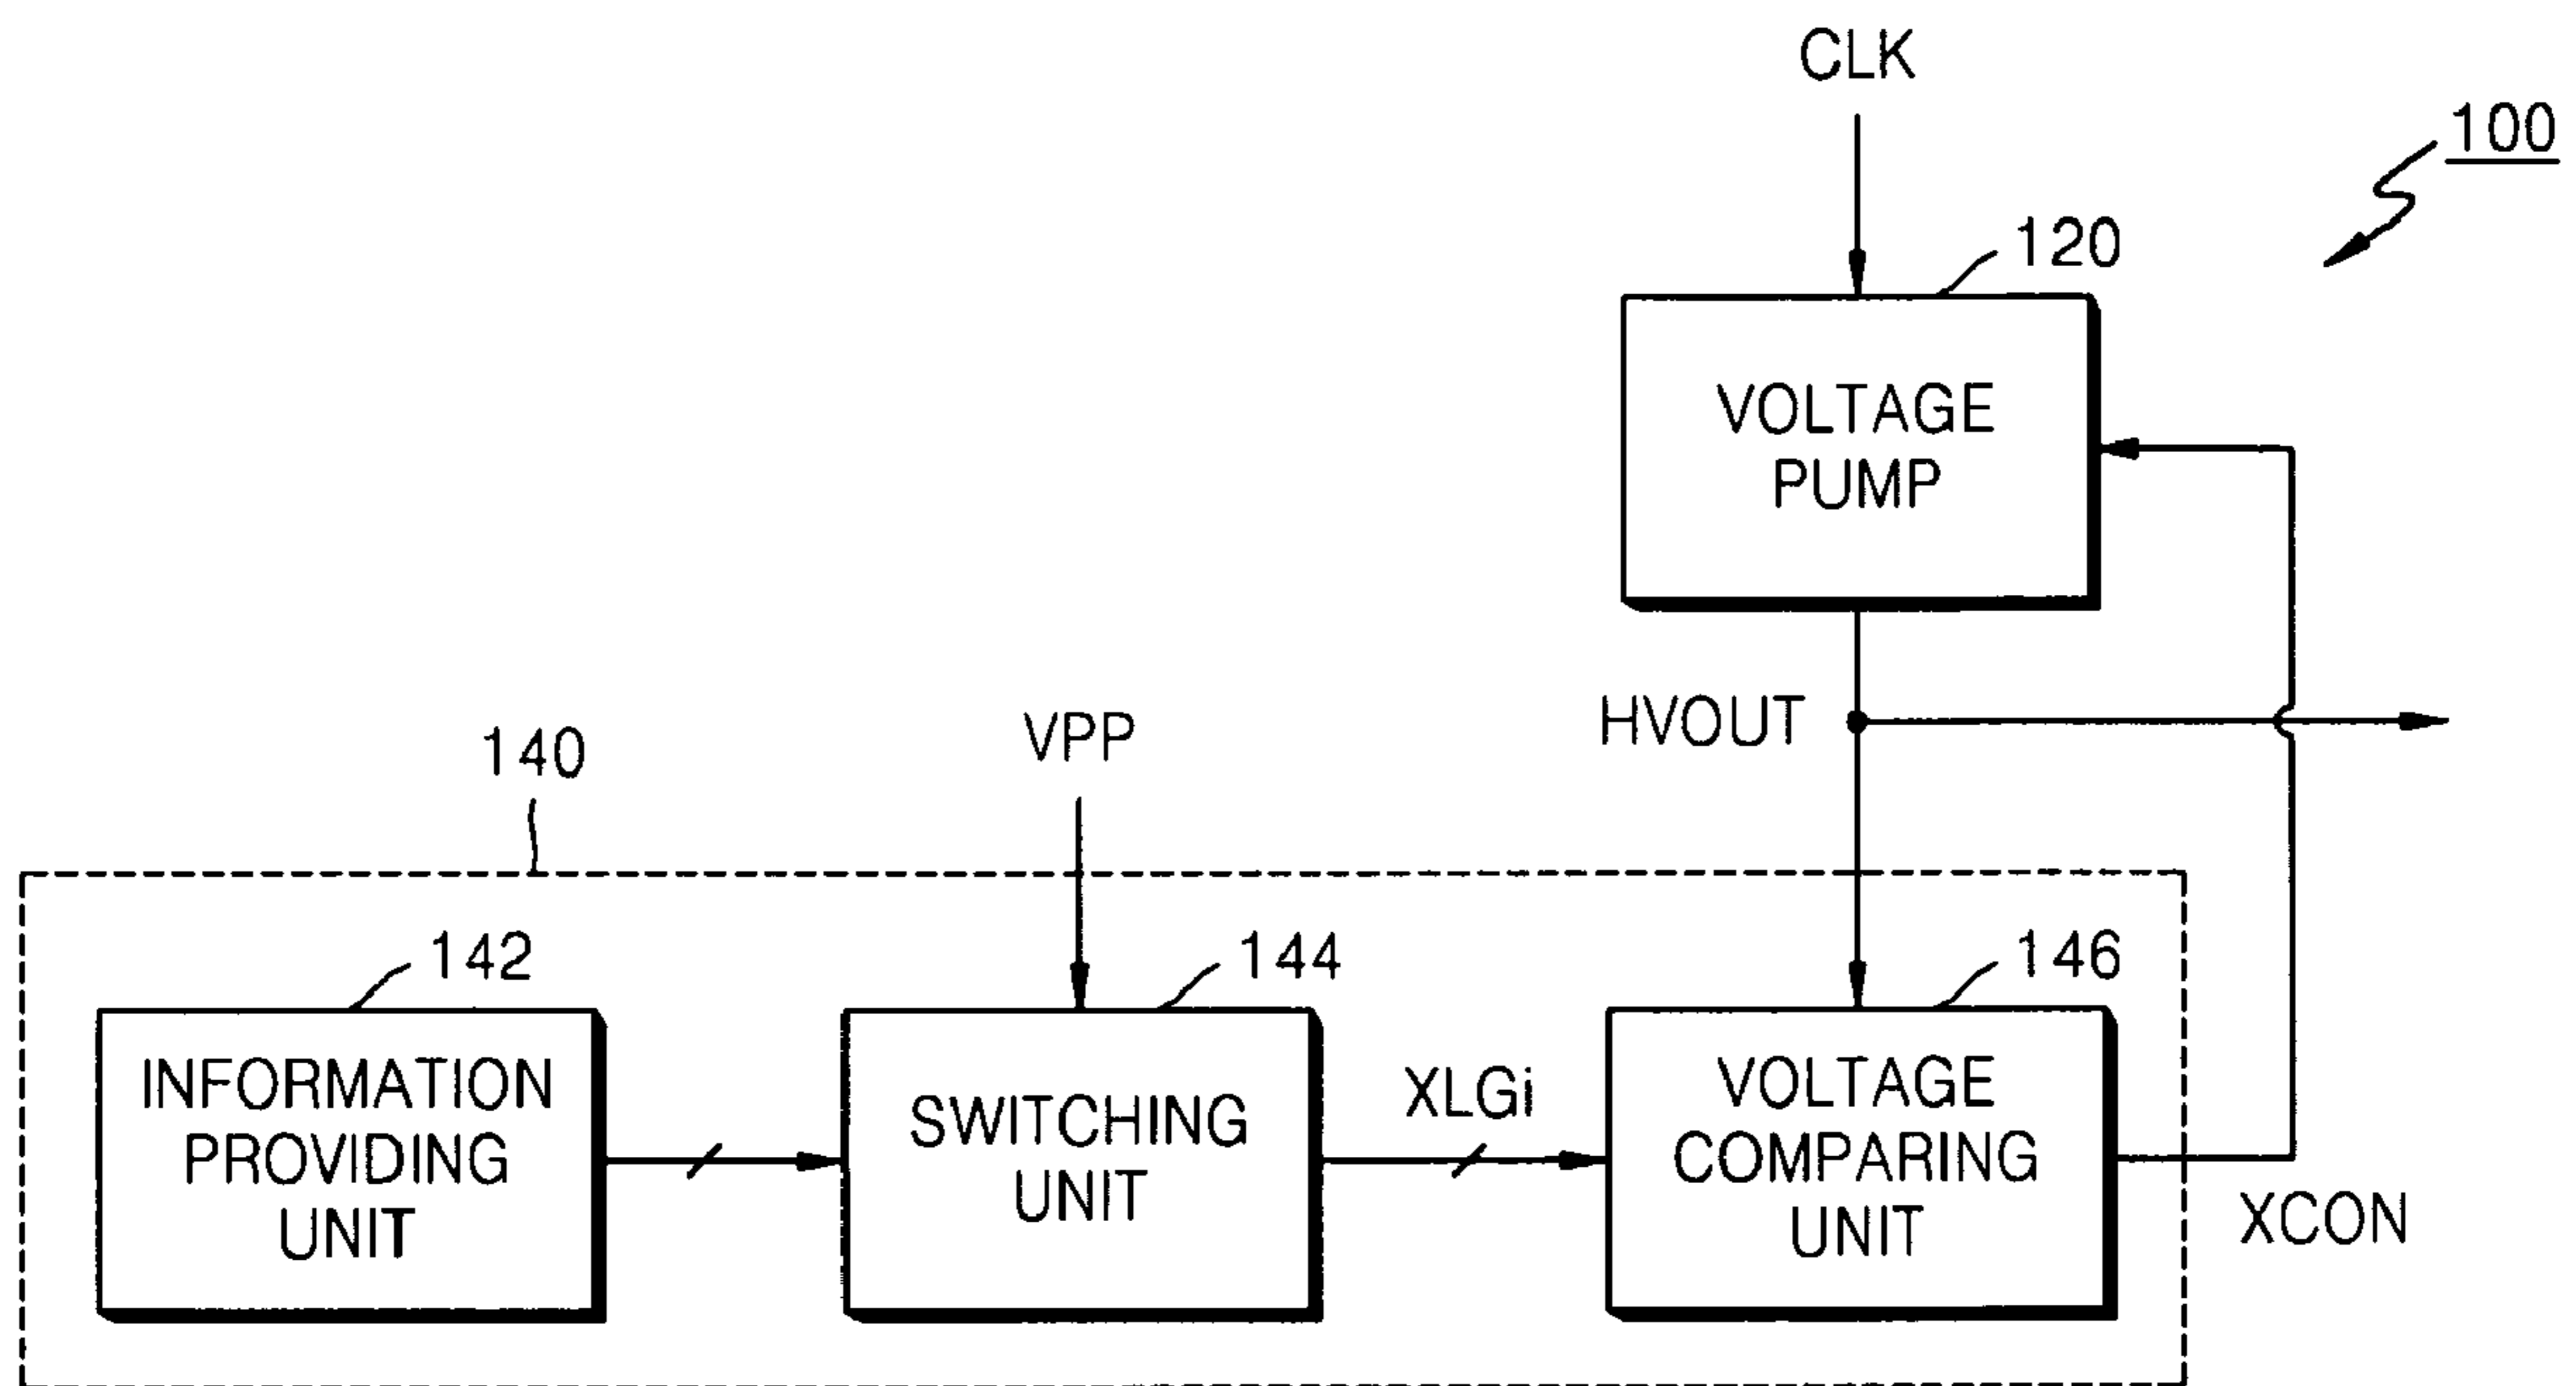 CLK
100
120
VOLTAGE
PUMP
HVOUT
VPP
140
142
144
146
INFORMATION
PROVIDING
UNIT
SWITCHING
UNIT
XLGi
VOLTAGE
COMPARING
UNIT
XCON